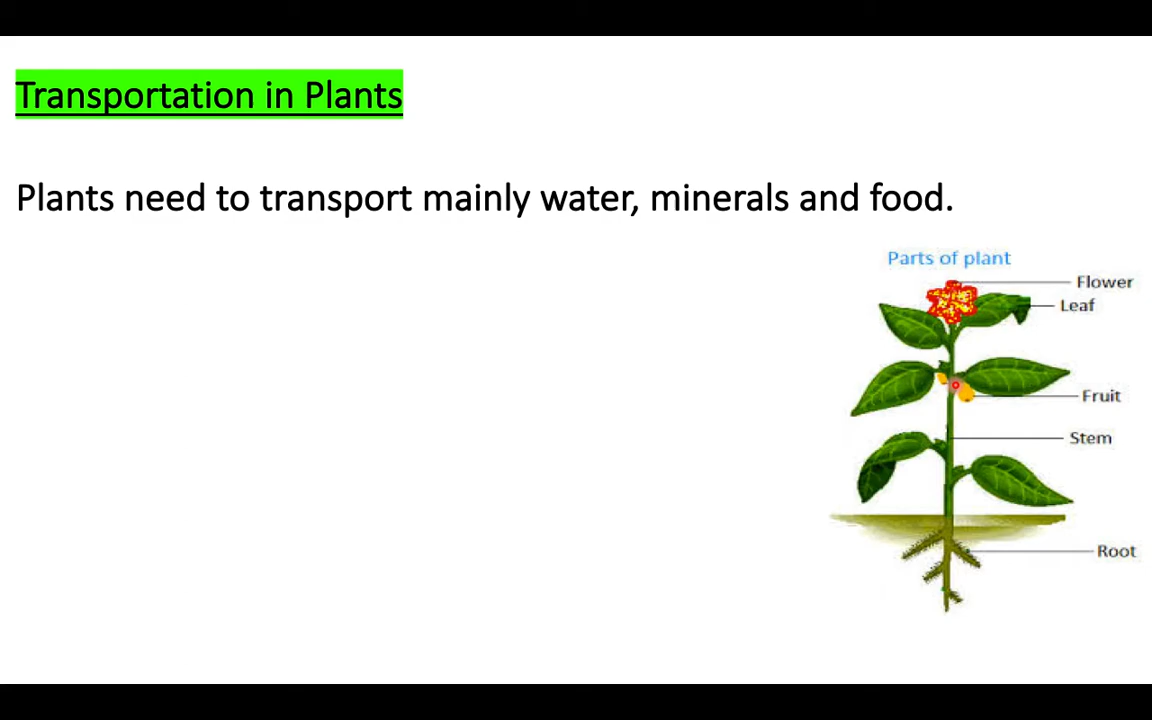 Transportation in Plants
Plants need to transport mainly water, minerals and food.
Parts of plant
Flower
Leaf
Fruit
Stem
Root